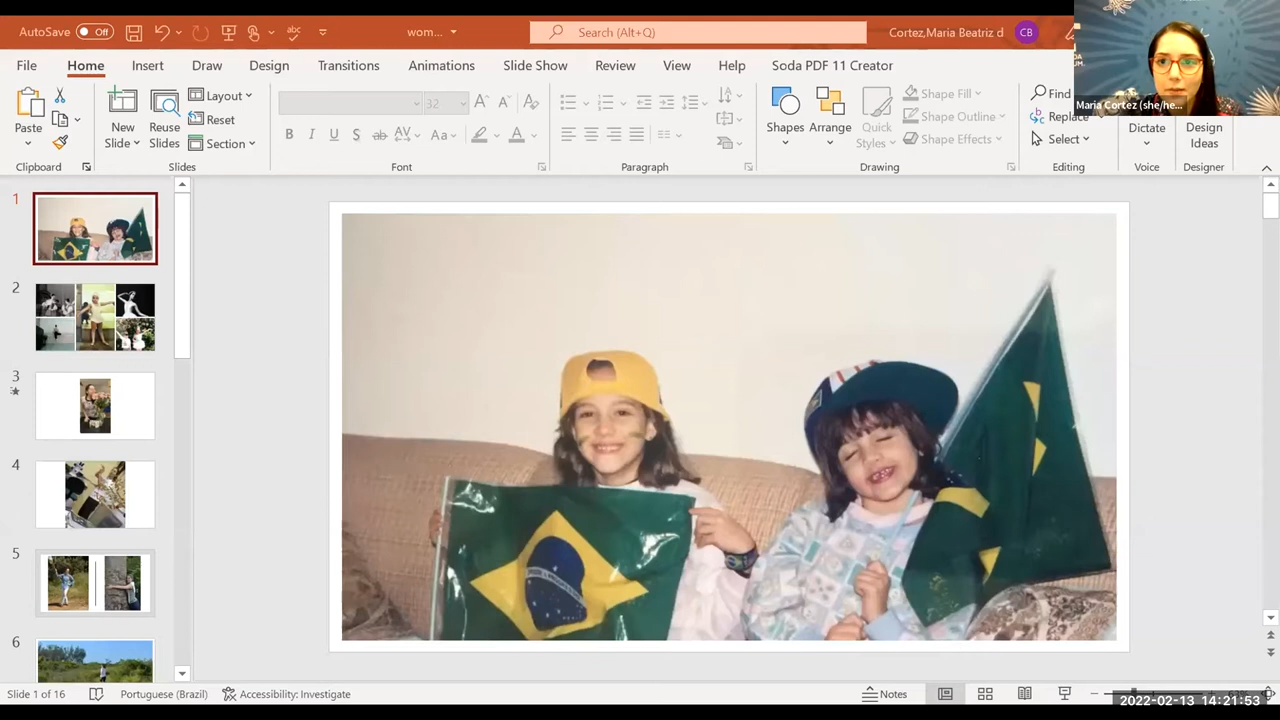 AutoSave Off wom... Search (Alt+Q) Cortez,Maria Beatriz d CB
File Home Insert Draw Design Transitions Animations Slide Show Review View Help Soda PDF 11 Creator
Maria Cortez (she/he...
Paste
New Slide
Reuse Slides
Layout
Reset
Section
32
B I U S ab AV Aa A
Shapes
Arrange
Quick Styles
Shape Fill
Shape Outline
Shape Effects
Find
Replace
Select
Dictate
Design Ideas
Clipboard Slides Font Paragraph Drawing Editing Voice Designer
1
2
3
4
5
6
Slide 1 of 16 Portuguese (Brazil) Accessibility: Investigate Notes
2022-02-13 14:21:53